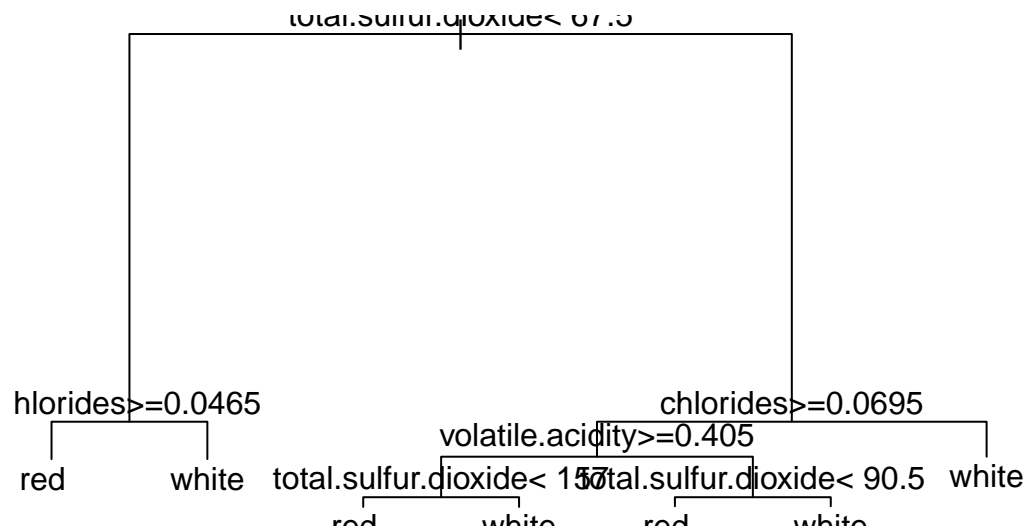 total.sulfur.dioxide< 67.5
hlorides>=0.0465
chlorides>=0.0695
volatile.acidity>=0.405
red
white
total.sulfur.dioxide< 157
total.sulfur.dioxide< 90.5
white
red
white
red
white